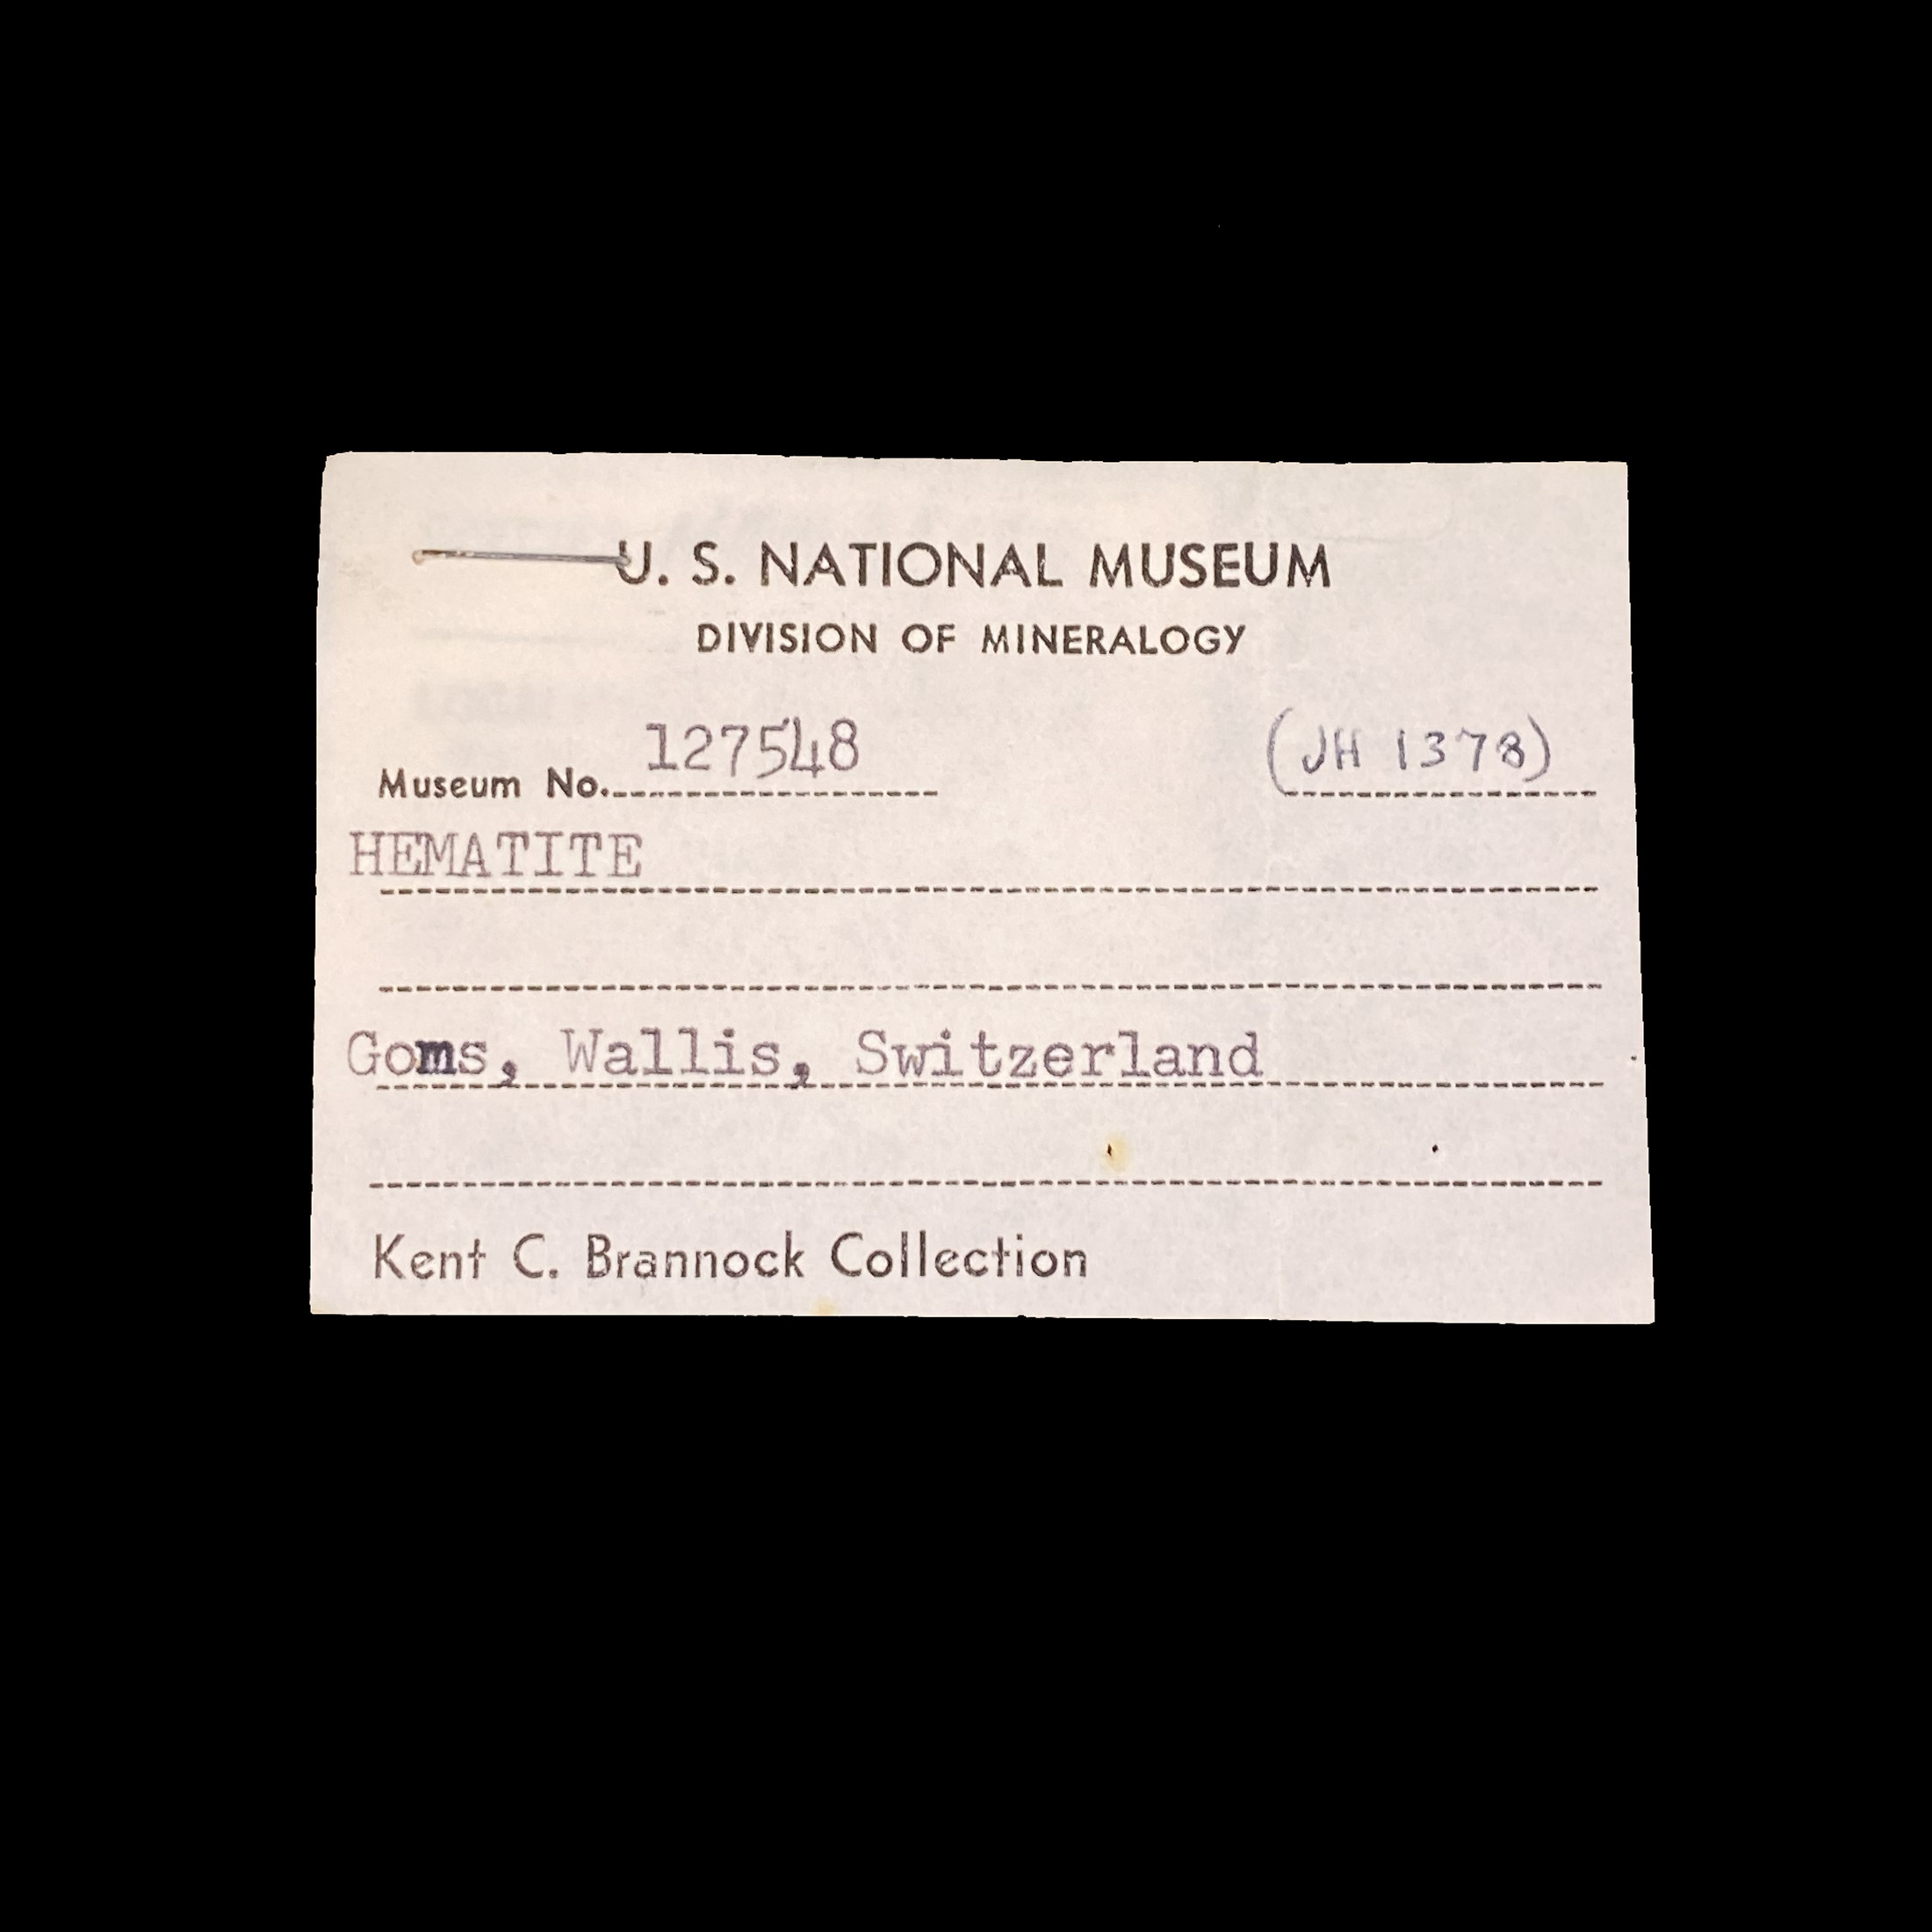 U. S. NATIONAL MUSEUM
DIVISION OF MINERALOGY
Museum No. 127548 (JH 1378)
HEMATITE
Goms, Wallis, Switzerland
Kent C. Brannock Collection